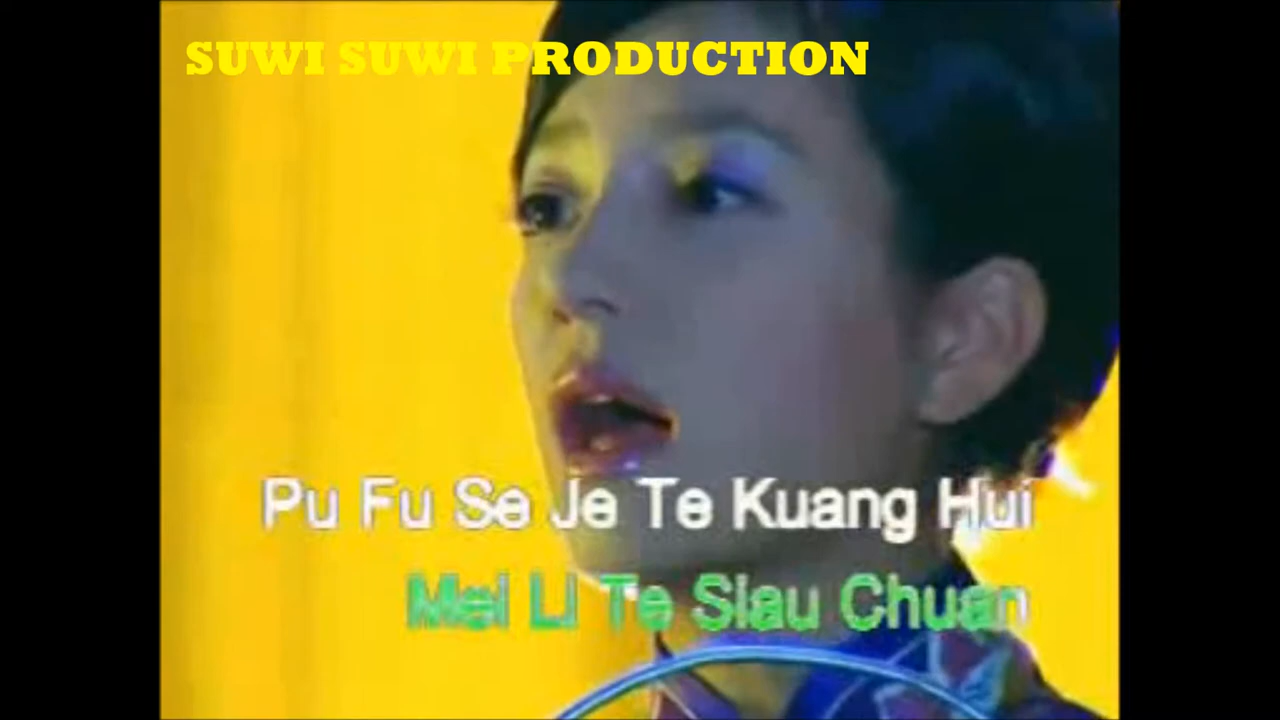 SUWI SUWI PRODUCTION
Pu Fu Se Je Te Kuang Hui
Mei Li Te Siau Chuan